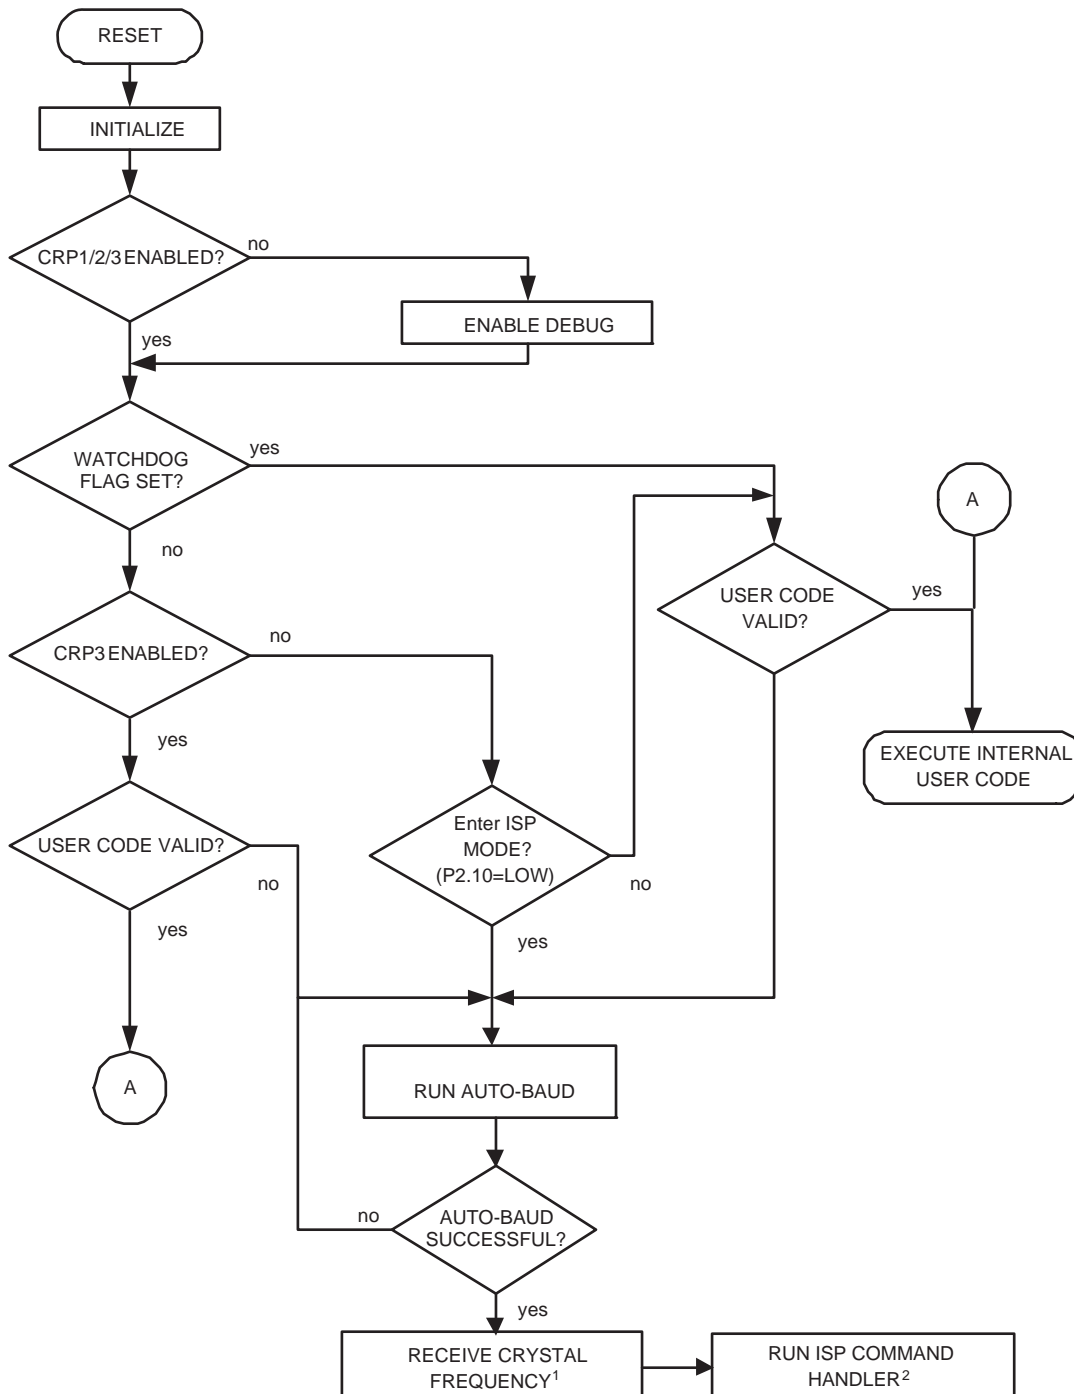 RESET
INITIALIZE
CRP1/2/3 ENABLED?
no
ENABLE DEBUG
yes
WATCHDOG
FLAG SET?
yes
no
A
USER CODE
VALID?
yes
CRP3 ENABLED?
no
yes
EXECUTE INTERNAL
USER CODE
USER CODE VALID?
no
yes
Enter ISP
MODE?
(P2.10=LOW)
no
yes
A
RUN AUTO-BAUD
AUTO-BAUD
SUCCESSFUL?
no
yes
RECEIVE CRYSTAL
FREQUENCY1
RUN ISP COMMAND
HANDLER2